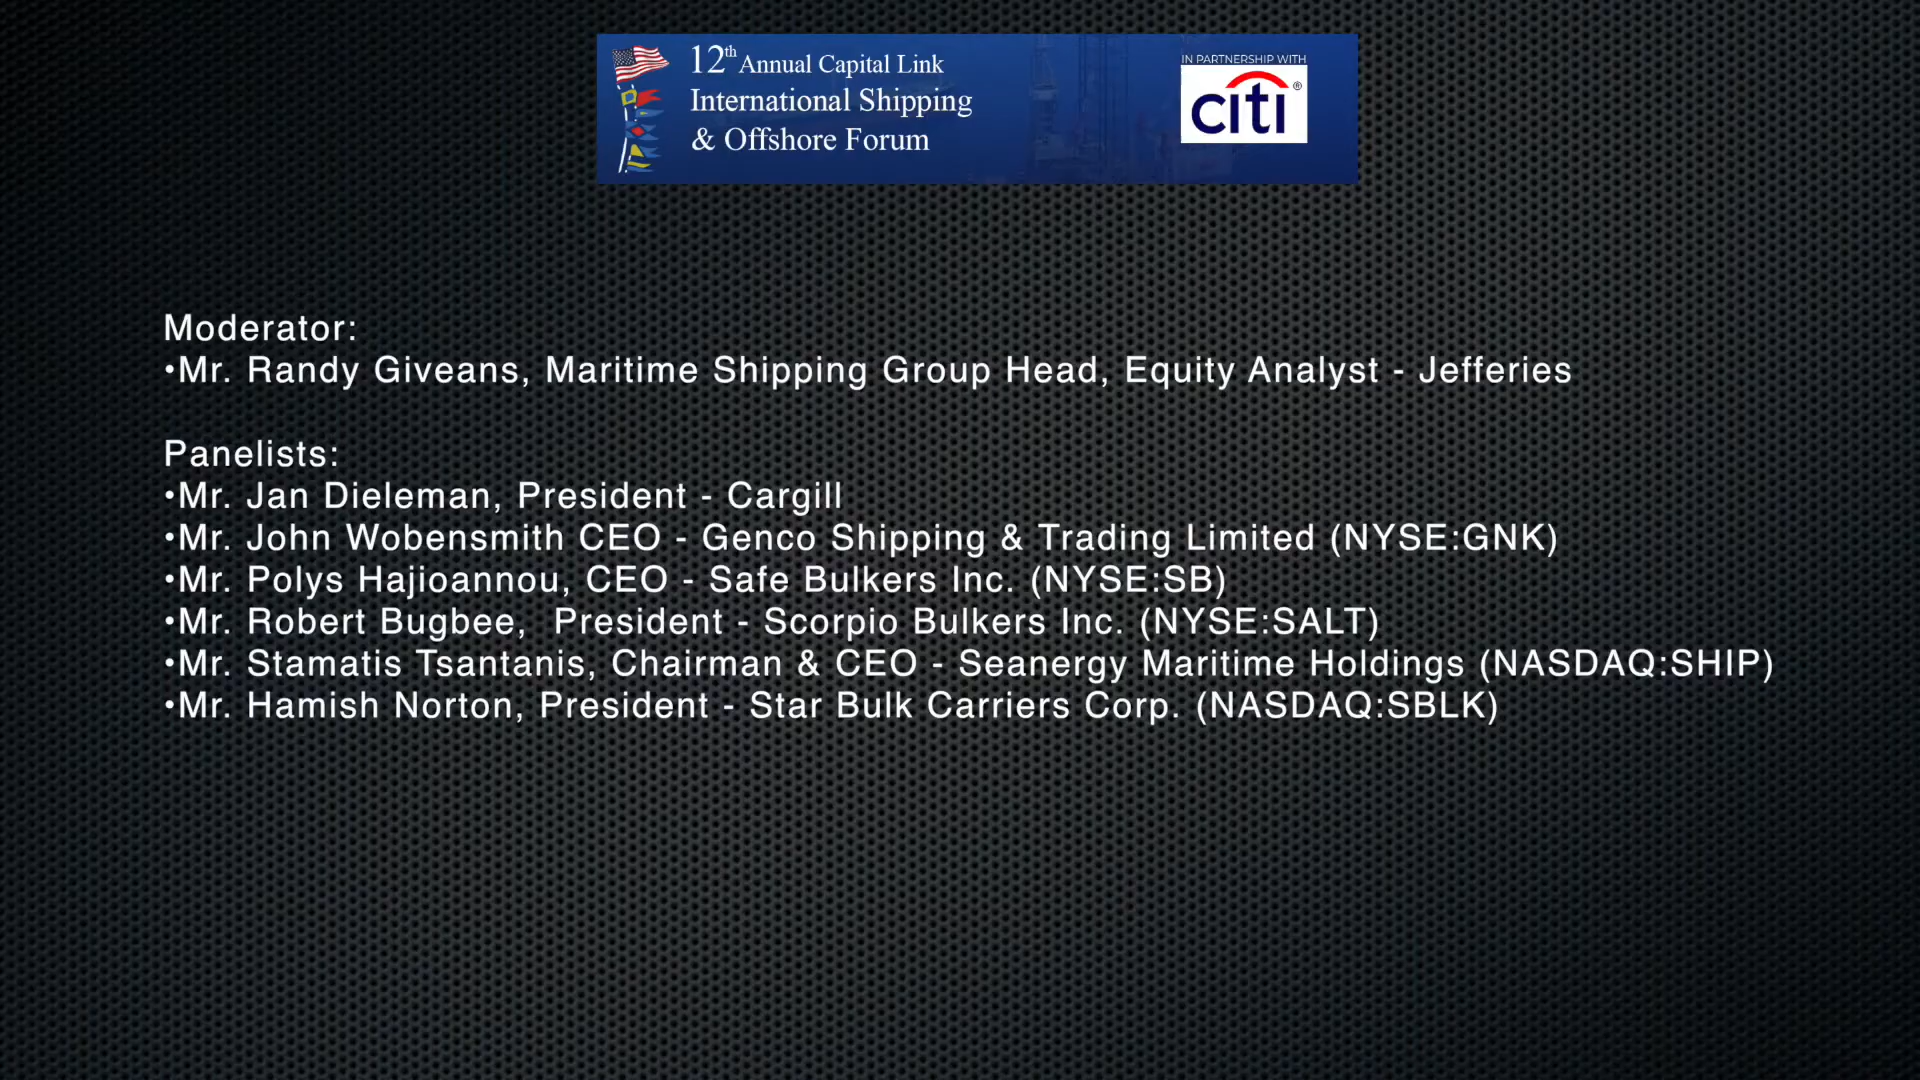 12th Annual Capital Link
International Shipping
& Offshore Forum
IN PARTNERSHIP WITH
citi®
Moderator:
•Mr. Randy Giveans, Maritime Shipping Group Head, Equity Analyst - Jefferies
Panelists:
•Mr. Jan Dieleman, President - Cargill
•Mr. John Wobensmith CEO - Genco Shipping & Trading Limited (NYSE:GNK)
•Mr. Polys Hajioannou, CEO - Safe Bulkers Inc. (NYSE:SB)
•Mr. Robert Bugbee,  President - Scorpio Bulkers Inc. (NYSE:SALT)
•Mr. Stamatis Tsantanis, Chairman & CEO - Seanergy Maritime Holdings (NASDAQ:SHIP)
•Mr. Hamish Norton, President - Star Bulk Carriers Corp. (NASDAQ:SBLK)